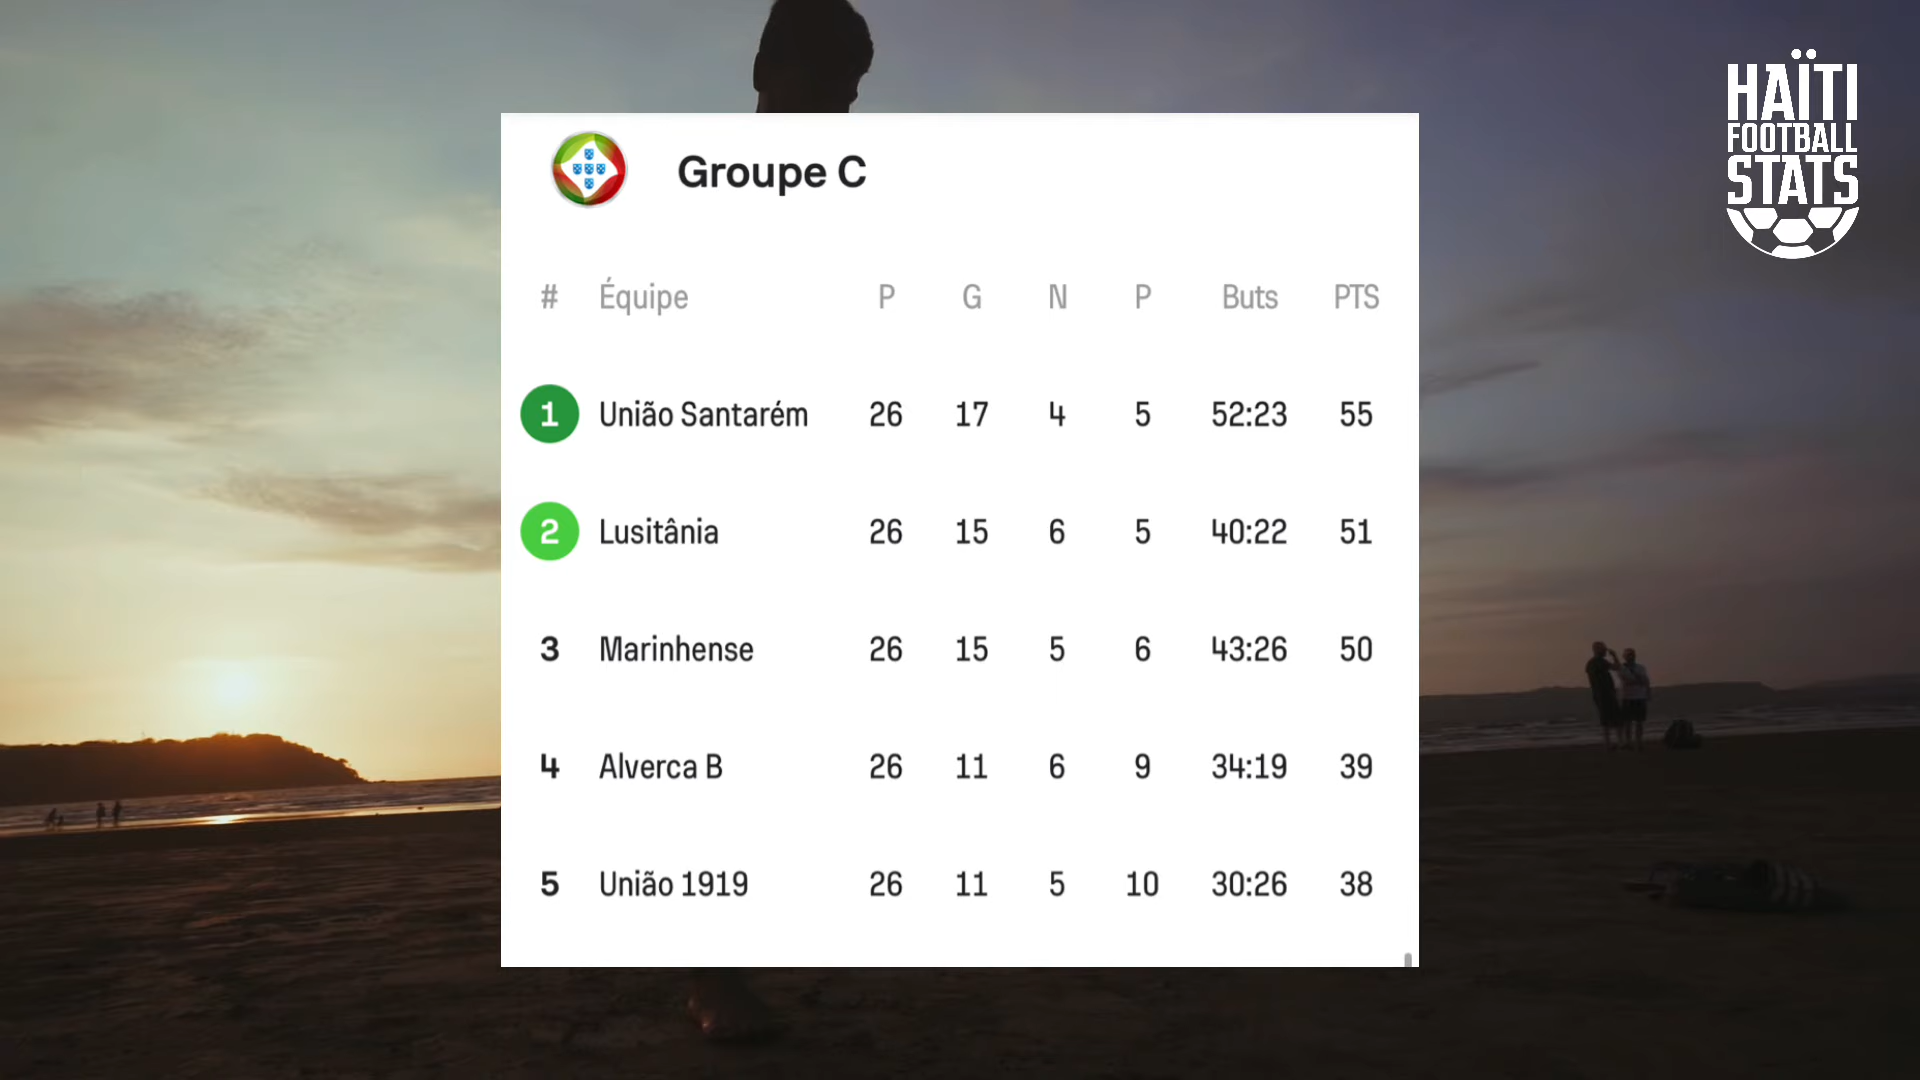 Groupe C
# Équipe P G N P Buts PTS
1 União Santarém 26 17 4 5 52:23 55
2 Lusitânia 26 15 6 5 40:22 51
3 Marinhense 26 15 5 6 43:26 50
4 Alverca B 26 11 6 9 34:19 39
5 União 1919 26 11 5 10 30:26 38
HAÏTI
FOOTBALL
STATS